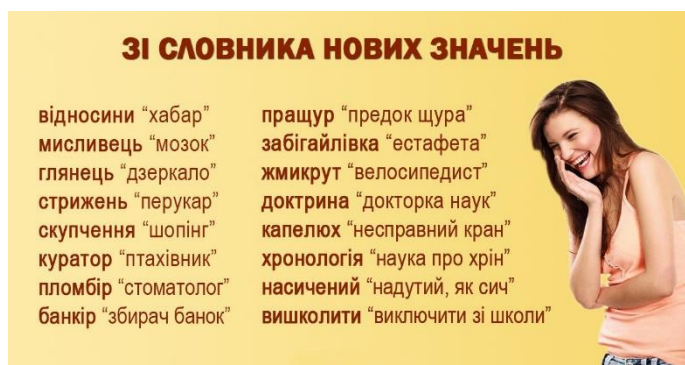 ЗІ СЛОВНИКА НОВИХ ЗНАЧЕНЬ
відносини “хабар”
мисливець “мозок”
глянець “дзеркало”
стрижень “перукар”
скупчення “шопінг”
куратор “птахівник”
пломбір “стоматолог”
банкір “збирач банок”
пращур “предок щура”
забігайлівка “естафета”
жмикрут “велосипедист”
доктрина “докторка наук”
капелюх “несправний кран”
хронологія “наука про хрін”
насичений “надутий, як сич”
вишколити “виключити зі школи”